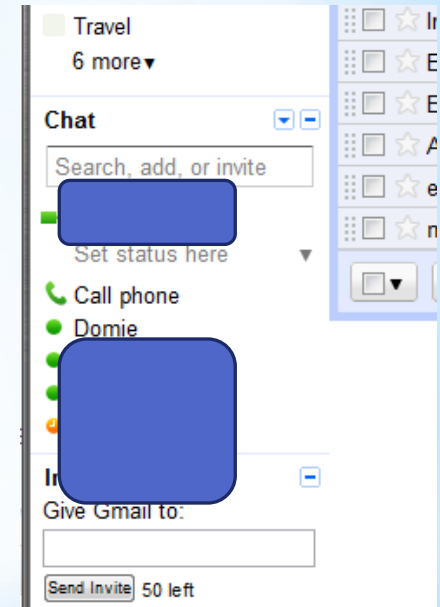 Travel
6 more▾
Chat
Search, add, or invite
Set status here
Call phone
Domie
Give Gmail to:
Send Invite 50 left